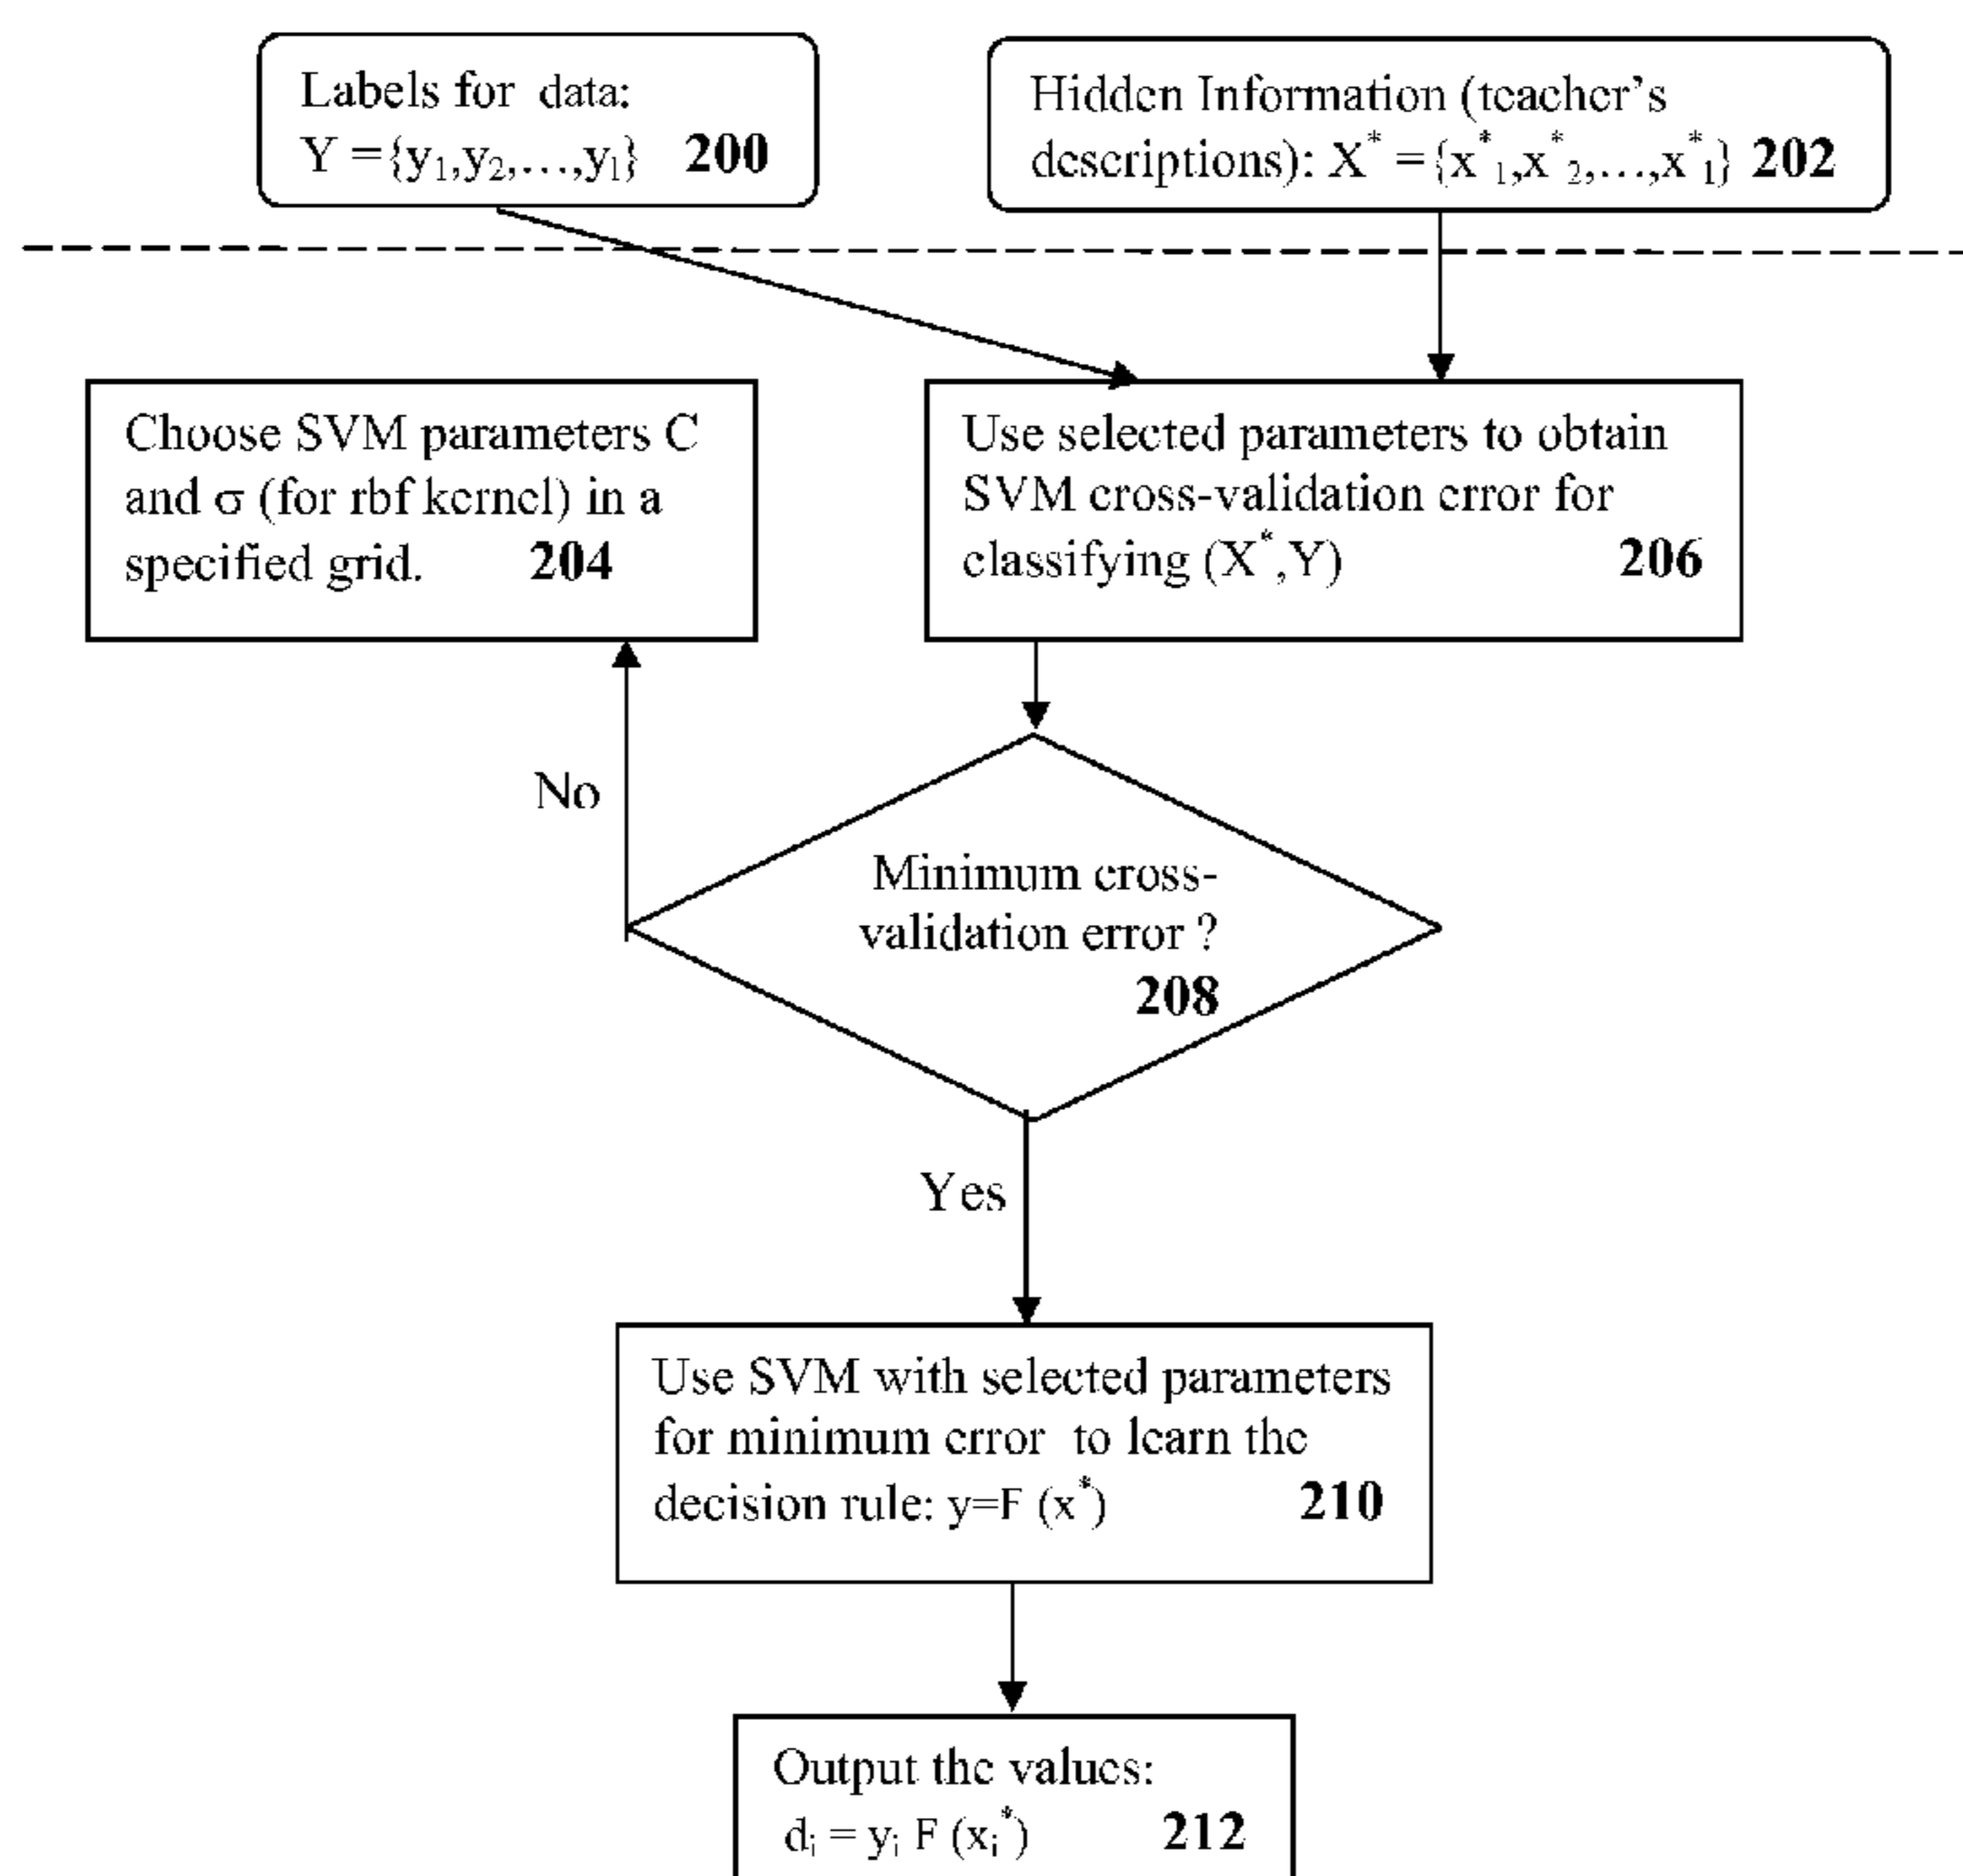 Labels for data:
Y = {y₁,y₂,…,yₗ} 200
Hidden Information (teacher's
descriptions): X* = {x*₁,x*₂,…,x*ₗ} 202
Choose SVM parameters C
and σ (for rbf kernel) in a
specified grid. 204
Use selected parameters to obtain
SVM cross-validation error for
classifying (X*,Y) 206
No
Minimum cross-
validation error ?
208
Yes
Use SVM with selected parameters
for minimum error to learn the
decision rule: y=F (x*) 210
Output the values:
dᵢ = yᵢ F (xᵢ*) 212